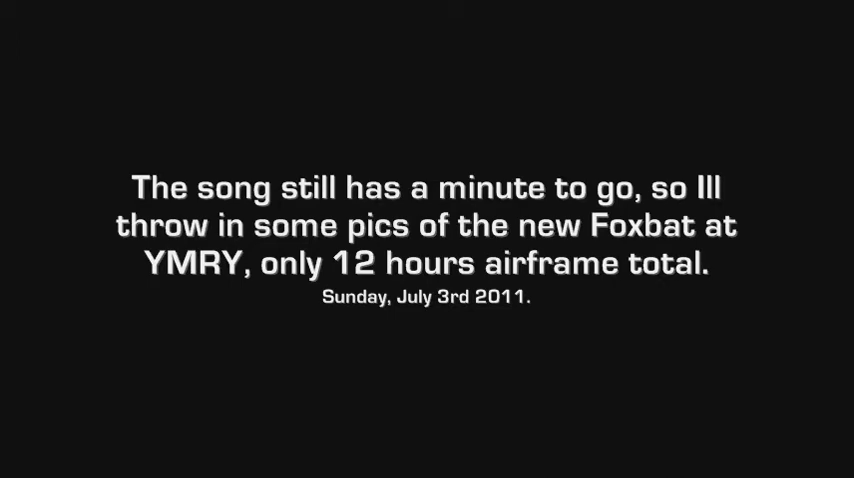 The song still has a minute to go, so Ill
throw in some pics of the new Foxbat at
YMRY, only 12 hours airframe total.
Sunday, July 3rd 2011.